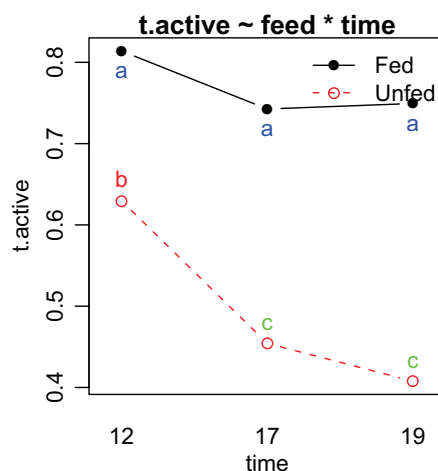 t.active ~ feed * time
Fed
Unfed
a
a
a
b
c
c
0.8
0.7
0.6
0.5
0.4
t.active
12 17 19
time